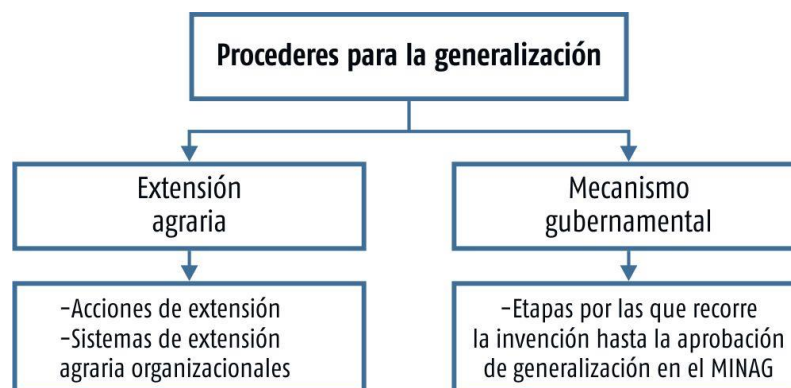 Procederes para la generalización
Extensión
agraria
Mecanismo
gubernamental
–Acciones de extensión
–Sistemas de extensión
agraria organizacionales
–Etapas por las que recorre
la invención hasta la aprobación
de generalización en el MINAG